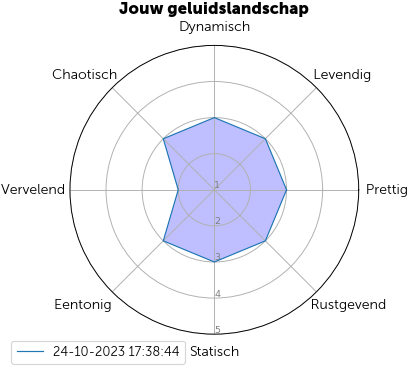 Jouw geluidslandschap
Dynamisch
Chaotisch
Levendig
Vervelend
Prettig
1
2
3
4
5
Eentonig
Rustgevend
Statisch
24-10-2023 17:38:44